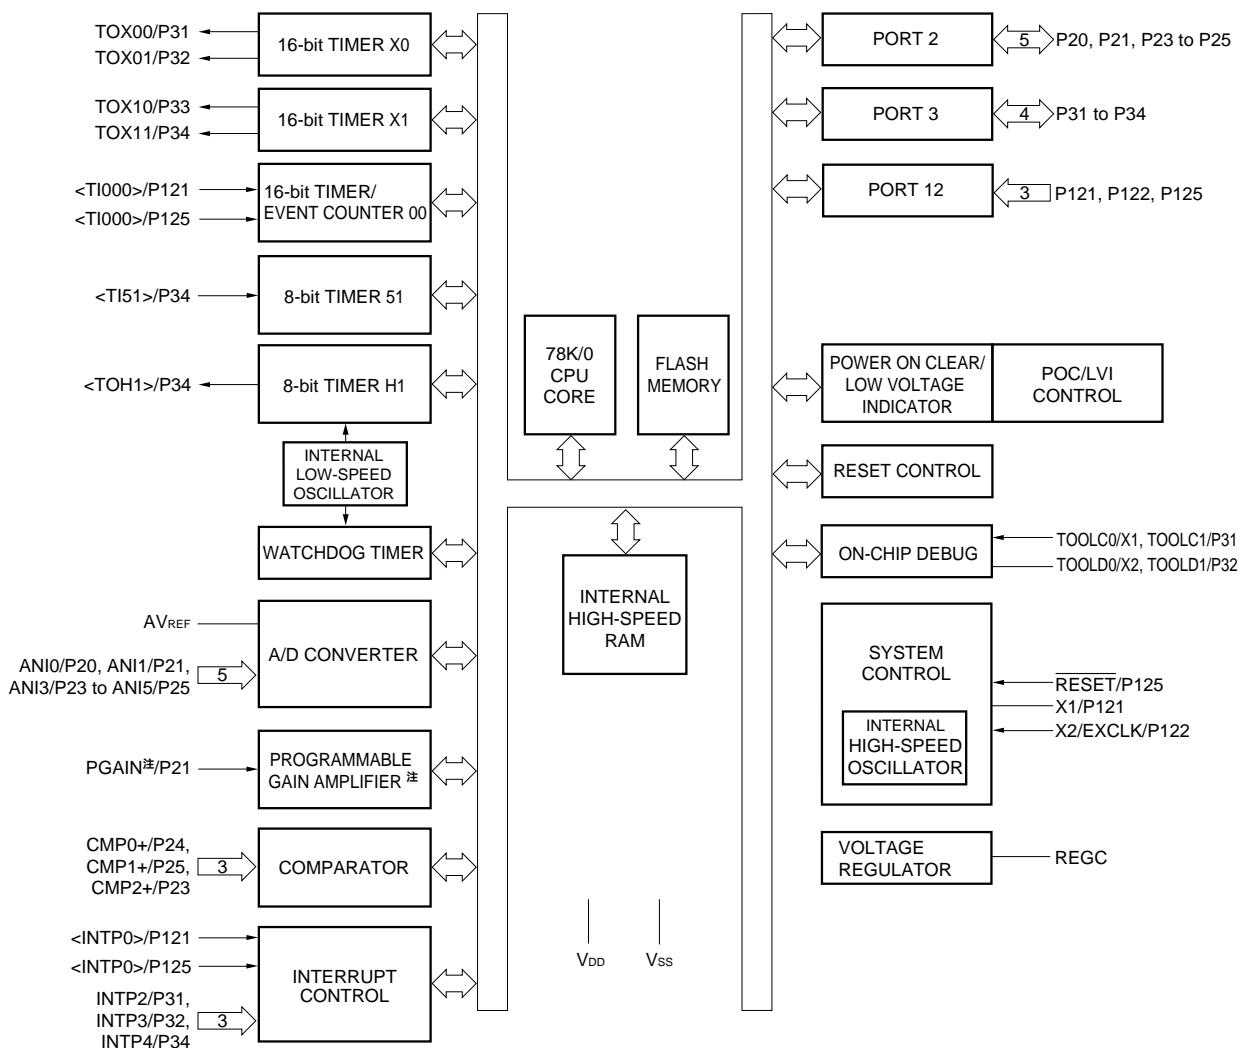 TOX00/P31
TOX01/P32
16-bit TIMER X0
TOX10/P33
TOX11/P34
16-bit TIMER X1
<TI000>/P121
<TI000>/P125
16-bit TIMER/
EVENT COUNTER 00
<TI51>/P34
8-bit TIMER 51
<TOH1>/P34
8-bit TIMER H1
INTERNAL
LOW-SPEED
OSCILLATOR
WATCHDOG TIMER
AVREF
ANI0/P20, ANI1/P21,
ANI3/P23 to ANI5/P25
5
A/D CONVERTER
PGAIN注/P21
PROGRAMMABLE
GAIN AMPLIFIER 注
CMP0+/P24,
CMP1+/P25,
CMP2+/P23
3
COMPARATOR
<INTP0>/P121
<INTP0>/P125
INTP2/P31,
INTP3/P32,
INTP4/P34
3
INTERRUPT
CONTROL
78K/0
CPU
CORE
FLASH
MEMORY
INTERNAL
HIGH-SPEED
RAM
VDD
VSS
PORT 2
5
P20, P21, P23 to P25
PORT 3
4
P31 to P34
PORT 12
3
P121, P122, P125
POWER ON CLEAR/
LOW VOLTAGE
INDICATOR
POC/LVI
CONTROL
RESET CONTROL
ON-CHIP DEBUG
TOOLC0/X1, TOOLC1/P31
TOOLD0/X2, TOOLD1/P32
SYSTEM
CONTROL
INTERNAL
HIGH-SPEED
OSCILLATOR
RESET/P125
X1/P121
X2/EXCLK/P122
VOLTAGE
REGULATOR
REGC